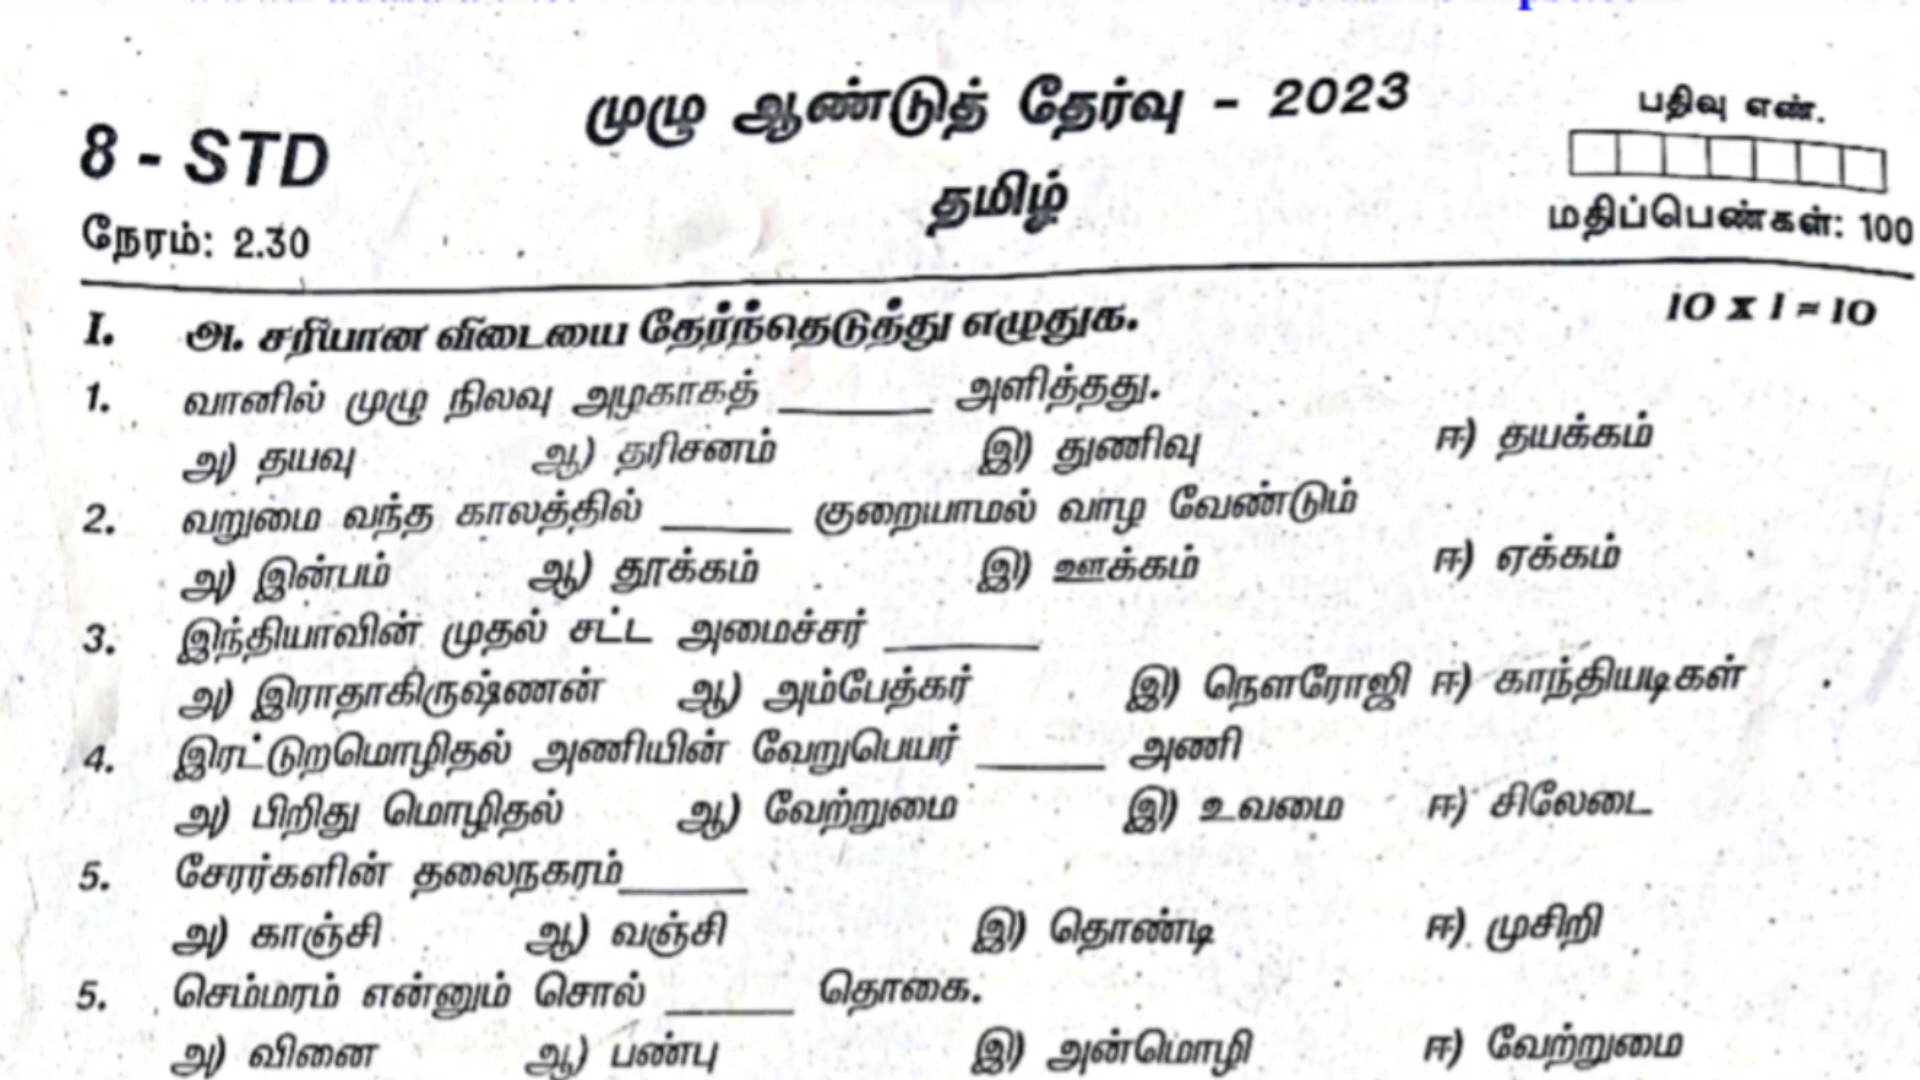 முழு ஆண்டுத் தேர்வு - 2023
பதிவு எண்.
8 - STD
தமிழ்
நேரம்: 2.30
மதிப்பெண்கள்: 100
I. அ. சரியான விடையை தேர்ந்தெடுத்து எழுதுக. 10 x 1 = 10
1. வானில் முழு நிலவு அழகாகத் ______ அளித்தது.
அ) தயவு ஆ) தரிசனம் இ) துணிவு ஈ) தயக்கம்
2. வறுமை வந்த காலத்தில் ______ குறையாமல் வாழ வேண்டும்
அ) இன்பம் ஆ) தூக்கம் இ) ஊக்கம் ஈ) ஏக்கம்
3. இந்தியாவின் முதல் சட்ட அமைச்சர் ______
அ) இராதாகிருஷ்ணன் ஆ) அம்பேத்கர் இ) நௌரோஜி ஈ) காந்தியடிகள்
4. இரட்டுறமொழிதல் அணியின் வேறுபெயர் ______ அணி
அ) பிறிது மொழிதல் ஆ) வேற்றுமை இ) உவமை ஈ) சிலேடை
5. சேரர்களின் தலைநகரம்______
அ) காஞ்சி ஆ) வஞ்சி இ) தொண்டி ஈ) முசிறி
5. செம்மரம் என்னும் சொல் ______ தொகை.
அ) வினை ஆ) பண்பு இ) அன்மொழி ஈ) வேற்றுமை